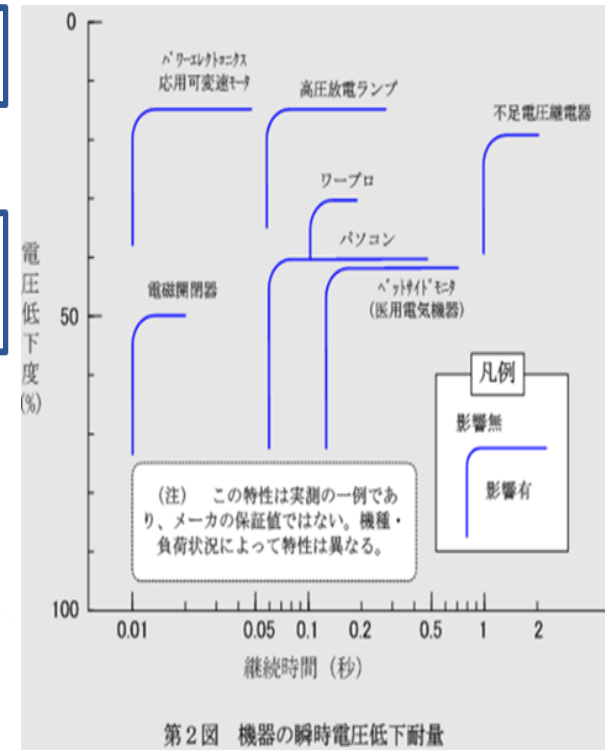 0
パワーエレクトロニクス
応用可変速モータ
高圧放電ランプ
不足電圧継電器
ワープロ
パソコン
電磁開閉器
ベットサイドモニタ
(医用電気機器)
電圧低下度(%)
50
凡例
影響無
影響有
(注) この特性は実測の一例であ
り、メーカの保証値ではない。機種・
負荷状況によって特性は異なる。
100
0.01 0.05 0.1 0.2 0.5 1 2
継続時間 (秒)
第2図 機器の瞬時電圧低下耐量